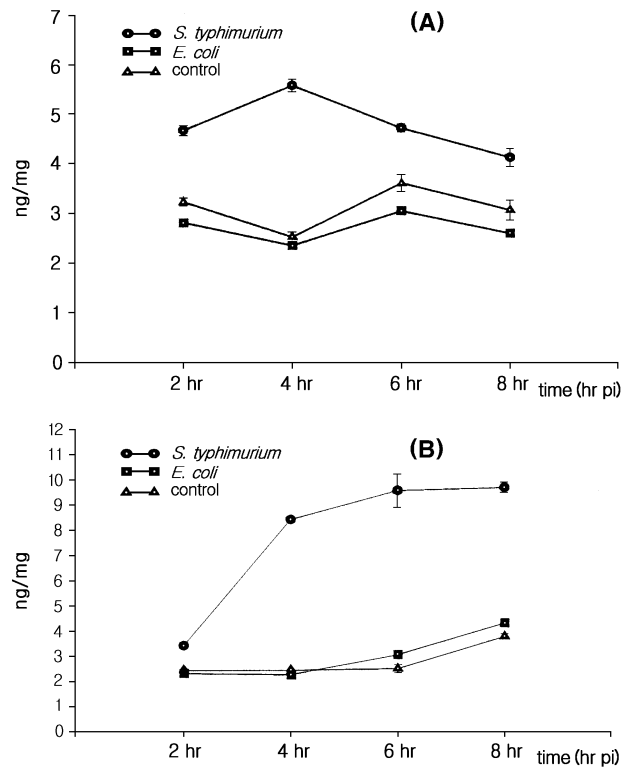 (A)
S. typhimurium
E. coli
control
7
6
5
4
3
2
1
0
ng/mg
2 hr 4 hr 6 hr 8 hr time (hr pi)
(B)
S. typhimurium
E. coli
control
12
11
10
9
8
7
6
5
4
3
2
1
0
ng/mg
2 hr 4 hr 6 hr 8 hr time (hr pi)